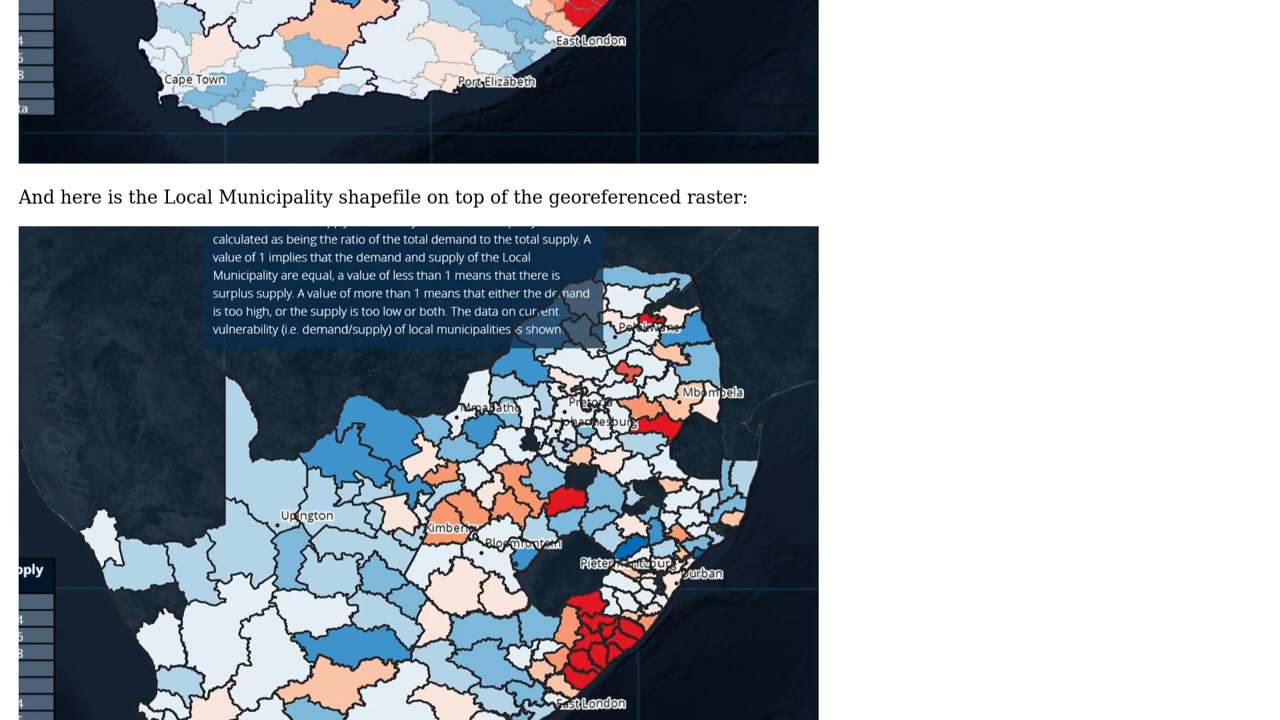 East London
Cape Town
Port Elizabeth
ta
And here is the Local Municipality shapefile on top of the georeferenced raster:
calculated as being the ratio of the total demand to the total supply. A
value of 1 implies that the demand and supply of the Local
Municipality are equal, a value of less than 1 means that there is
surplus supply. A value of more than 1 means that either the demand
is too high, or the supply is too low or both. The data on current
vulnerability (i.e. demand/supply) of local municipalities is shown.
Polokwane
Mbombela
Pretoria
Mmabatho
Johannesburg
Upington
Kimberley
Bloemfontein
Pietermaritzburg
Durban
pply
East London